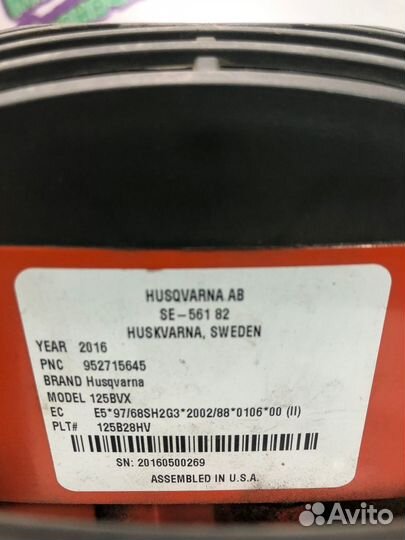 HUSQVARNA AB
SE-561 82
HUSKVARNA, SWEDEN
YEAR 2016
PNC 952715645
BRAND Husqvarna
MODEL 125BVX
EC E5*97/68SH2G3*2002/88*0106*00 (II)
PLT# 125B28HV
SN: 20160500269
ASSEMBLED IN U.S.A.
Avito